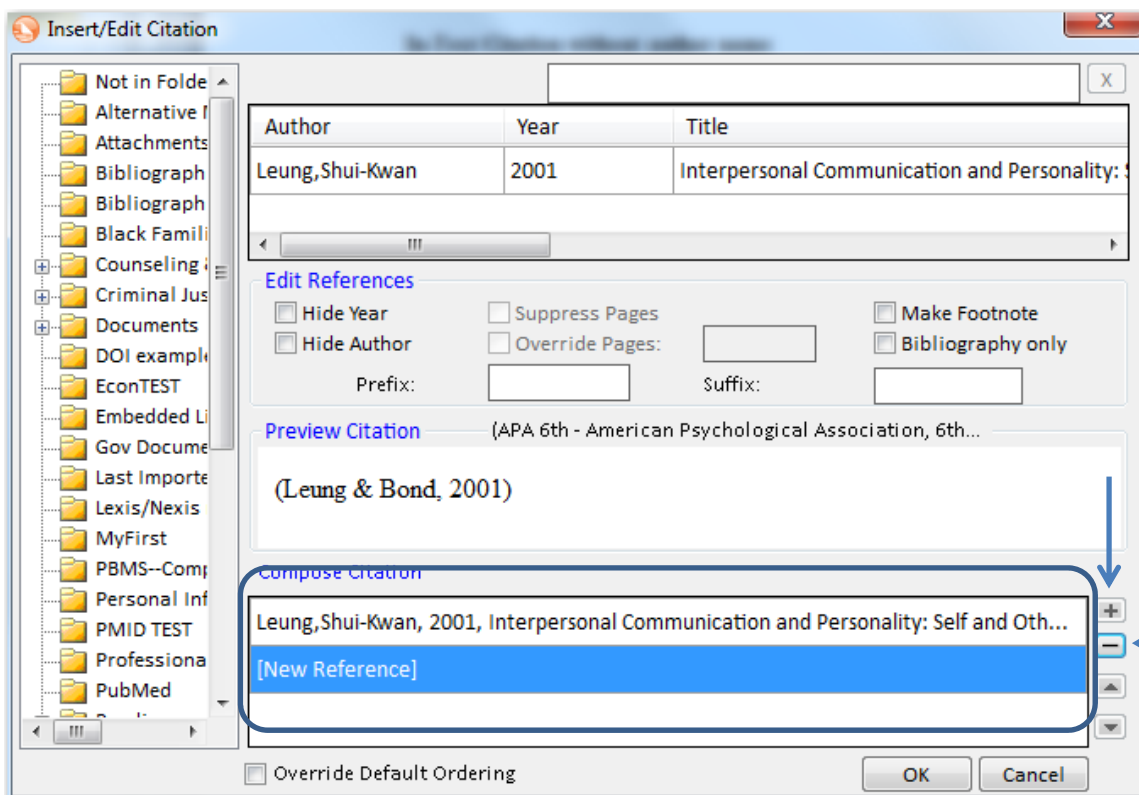 Insert/Edit Citation
Not in Folde
Alternative
Attachments
Bibliograph
Bibliograph
Black Famili
Counseling
Criminal Jus
Documents
DOI example
EconTEST
Embedded Li
Gov Docume
Last Importe
Lexis/Nexis
MyFirst
PBMS--Comp
Personal Inf
PMID TEST
Professiona
PubMed
X
Author Year Title
Leung,Shui-Kwan 2001 Interpersonal Communication and Personality:
Edit References
Hide Year Suppress Pages Make Footnote
Hide Author Override Pages: Bibliography only
Prefix: Suffix:
Preview Citation (APA 6th - American Psychological Association, 6th...
(Leung & Bond, 2001)
Compose Citation
Leung,Shui-Kwan, 2001, Interpersonal Communication and Personality: Self and Oth...
[New Reference]
Override Default Ordering OK Cancel